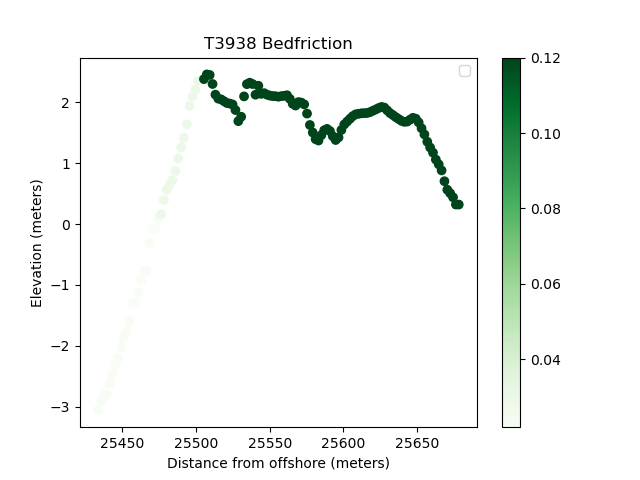 T3938 Bedfriction
Elevation (meters)
2
1
0
−1
−2
−3
25450 25500 25550 25600 25650
Distance from offshore (meters)
0.12
0.10
0.08
0.06
0.04